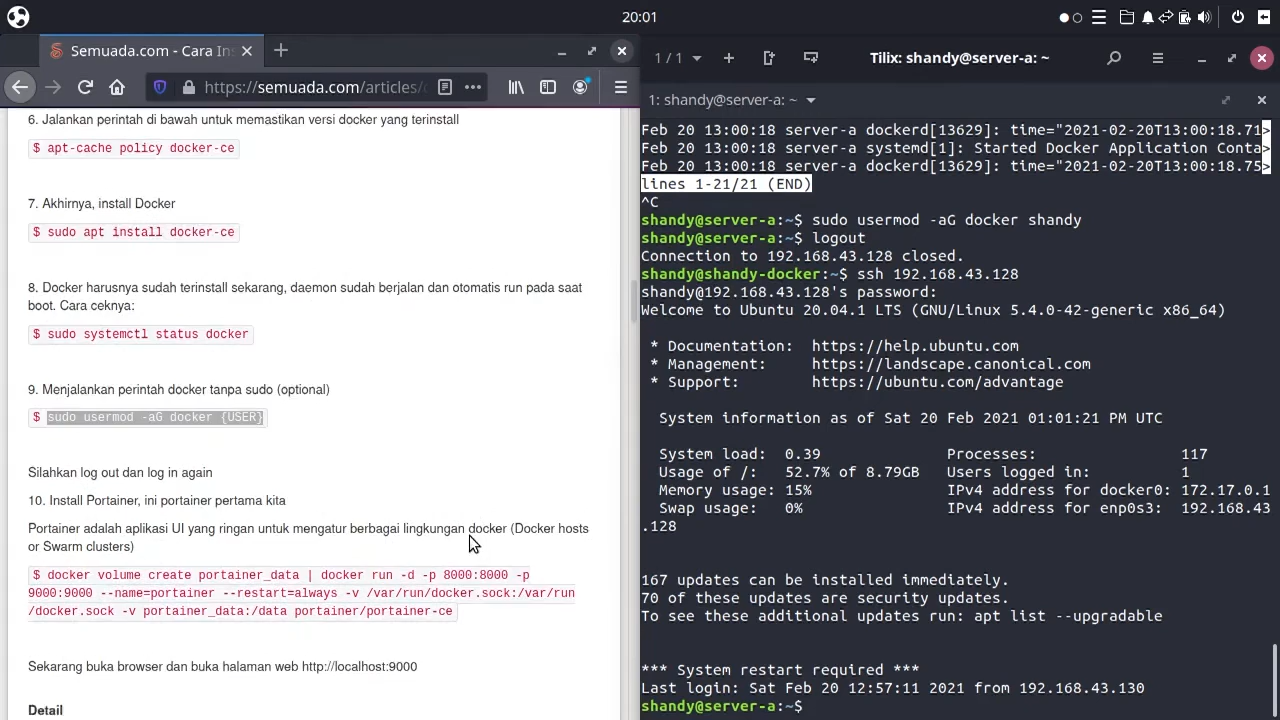 20:01
Semuada.com - Cara Ins
https://semuada.com/articles/
6. Jalankan perintah di bawah untuk memastikan versi docker yang terinstall
$ apt-cache policy docker-ce
7. Akhirnya, install Docker
$ sudo apt install docker-ce
8. Docker harusnya sudah terinstall sekarang, daemon sudah berjalan dan otomatis run pada saat
boot. Cara ceknya:
$ sudo systemctl status docker
9. Menjalankan perintah docker tanpa sudo (optional)
$ sudo usermod -aG docker {USER}
Silahkan log out dan log in again
10. Install Portainer, ini portainer pertama kita
Portainer adalah aplikasi UI yang ringan untuk mengatur berbagai lingkungan docker (Docker hosts
or Swarm clusters)
$ docker volume create portainer_data | docker run -d -p 8000:8000 -p
9000:9000 --name=portainer --restart=always -v /var/run/docker.sock:/var/run
/docker.sock -v portainer_data:/data portainer/portainer-ce
Sekarang buka browser dan buka halaman web http://localhost:9000
Detail
1 / 1
Tilix: shandy@server-a: ~
1: shandy@server-a: ~
Feb 20 13:00:18 server-a dockerd[13629]: time="2021-02-20T13:00:18.71>
Feb 20 13:00:18 server-a systemd[1]: Started Docker Application Conta>
Feb 20 13:00:18 server-a dockerd[13629]: time="2021-02-20T13:00:18.75>
lines 1-21/21 (END)
^C
shandy@server-a:~$ sudo usermod -aG docker shandy
shandy@server-a:~$ logout
Connection to 192.168.43.128 closed.
shandy@shandy-docker:~$ ssh 192.168.43.128
shandy@192.168.43.128's password:
Welcome to Ubuntu 20.04.1 LTS (GNU/Linux 5.4.0-42-generic x86_64)
* Documentation: https://help.ubuntu.com
* Management: https://landscape.canonical.com
* Support: https://ubuntu.com/advantage
System information as of Sat 20 Feb 2021 01:01:21 PM UTC
System load: 0.39 Processes: 117
Usage of /: 52.7% of 8.79GB Users logged in: 1
Memory usage: 15% IPv4 address for docker0: 172.17.0.1
Swap usage: 0% IPv4 address for enp0s3: 192.168.43
.128
167 updates can be installed immediately.
70 of these updates are security updates.
To see these additional updates run: apt list --upgradable
*** System restart required ***
Last login: Sat Feb 20 12:57:11 2021 from 192.168.43.130
shandy@server-a:~$